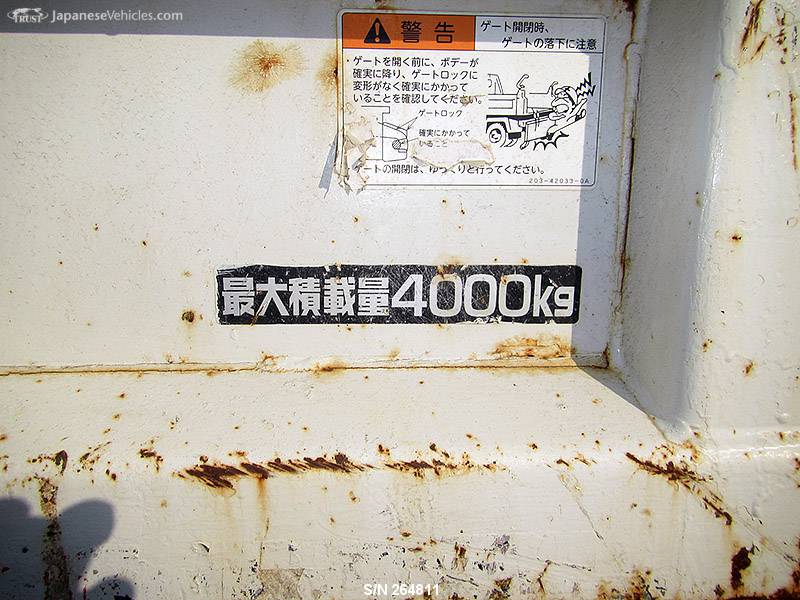 TRUST JapaneseVehicles.com
警告
ゲート開閉時、
ゲートの落下に注意
・ゲートを開く前に、ボデーが
確実に降り、ゲートロックに
変形がなく確実にかかって
いることを確認してください。
ゲートロック
確実にかかって
いること
ゲートの開閉は、ゆっくりと行ってください。
203-42033-0A
最大積載量4000kg
S/N 264811